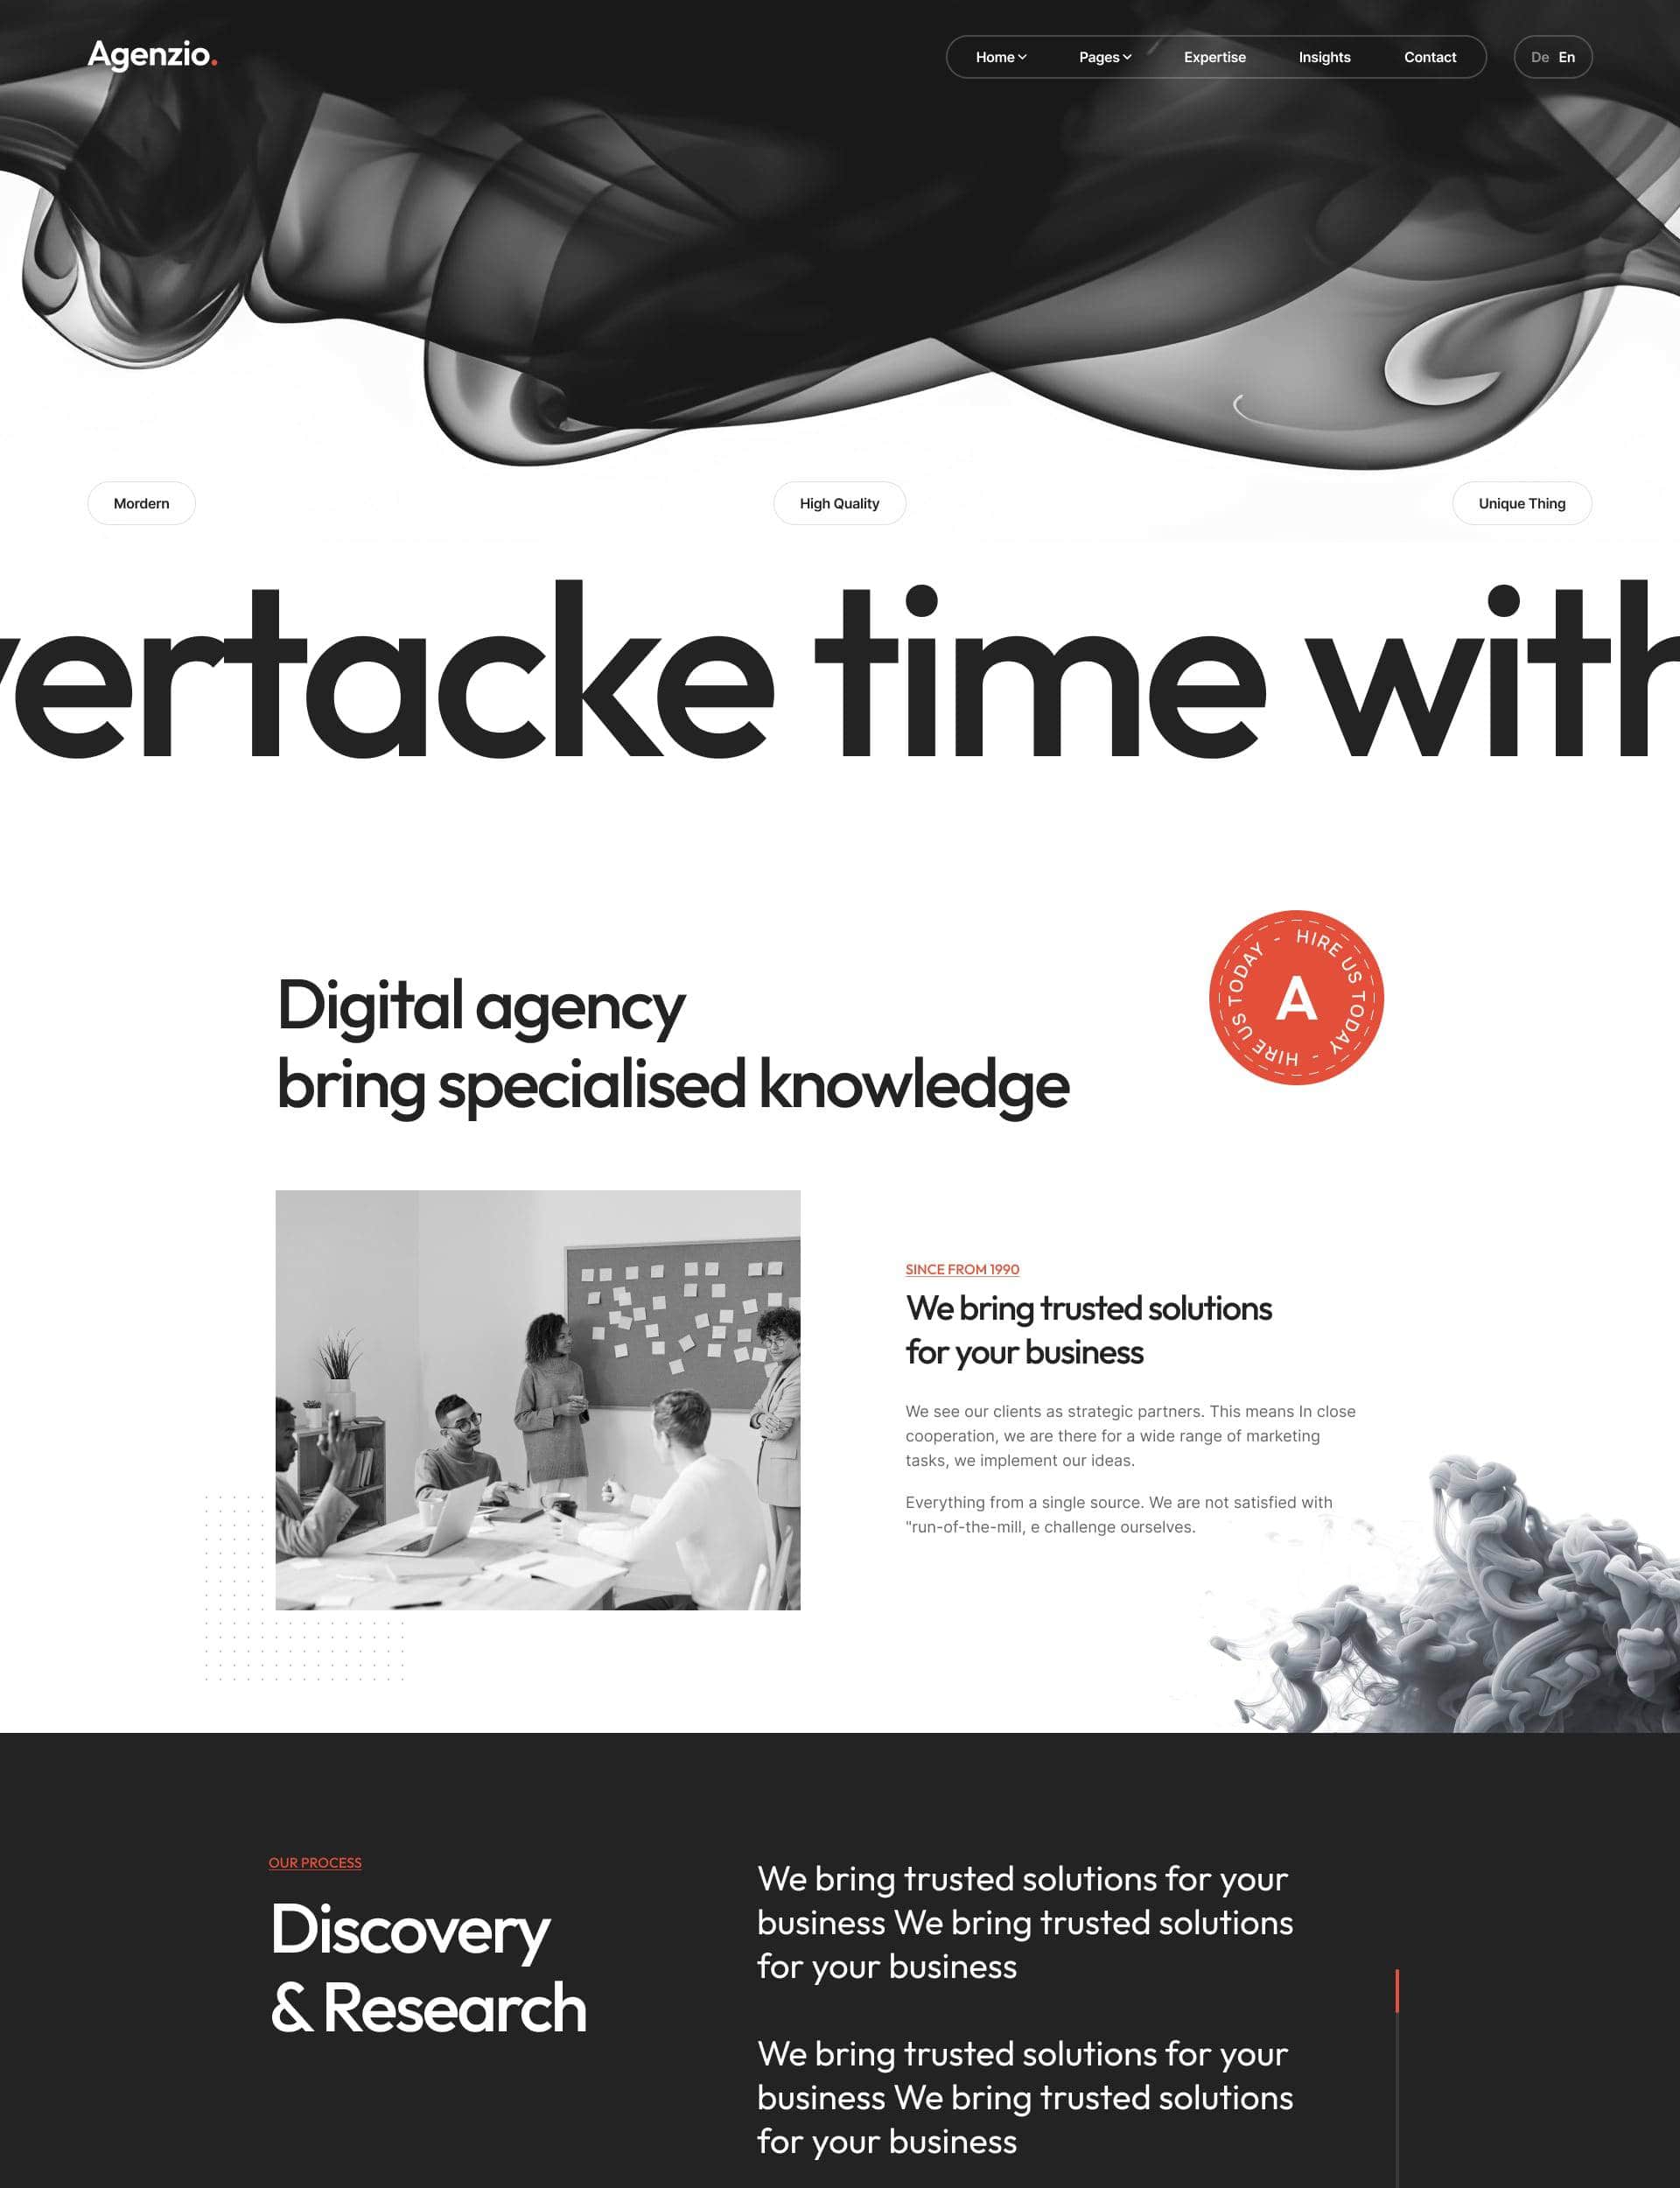 Agenzio.
Home Pages Expertise Insights Contact De En
Mordern High Quality Unique Thing
vertacke time with
HIRE US TODAY - HIRE US TODAY -
A
Digital agency
bring specialised knowledge
SINCE FROM 1990
We bring trusted solutions
for your business
We see our clients as strategic partners. This means In close
cooperation, we are there for a wide range of marketing
tasks, we implement our ideas.
Everything from a single source. We are not satisfied with
"run-of-the-mill, e challenge ourselves.
OUR PROCESS
Discovery
& Research
We bring trusted solutions for your
business We bring trusted solutions
for your business
We bring trusted solutions for your
business We bring trusted solutions
for your business